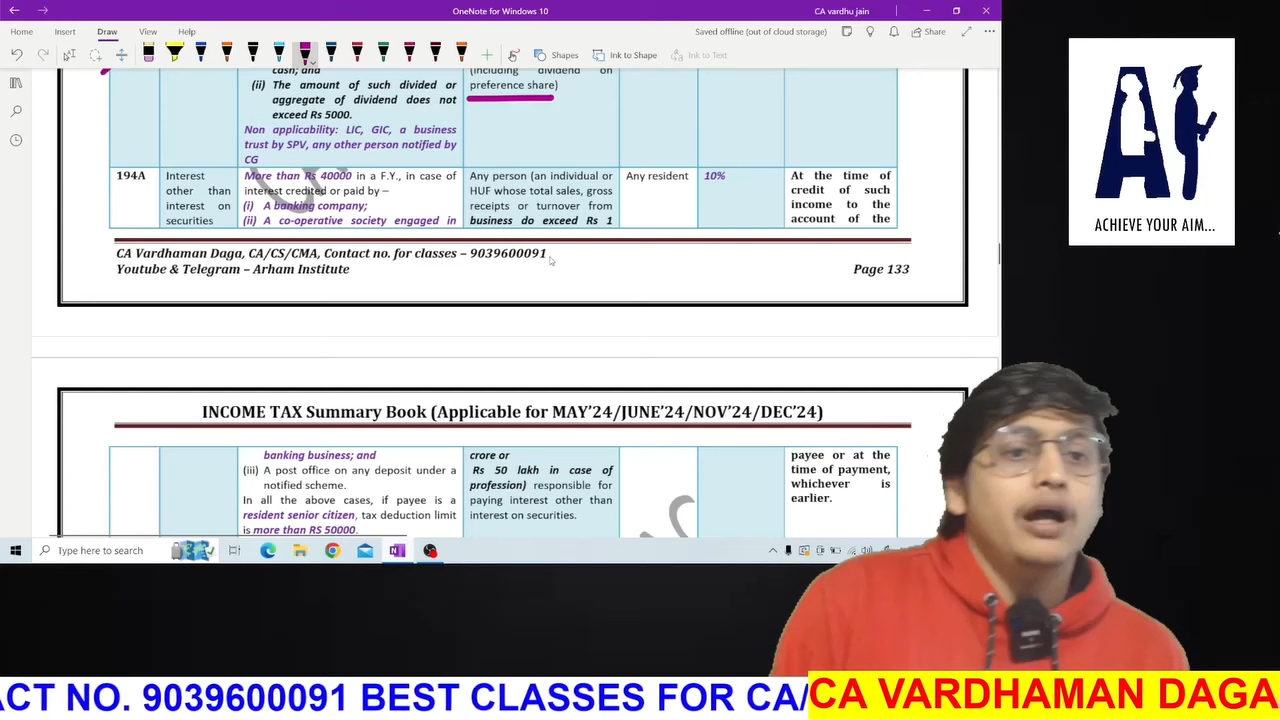 OneNote for Windows 10
CA vardhu jain
Home
Insert
Draw
View
Help
Saved offline (out of cloud storage)
Share
Shapes
Ink to Shape
Ink to Text
cash, and
(ii) The amount of such divided or
aggregate of dividend does not
exceed Rs 5000.
Non applicability: LIC, GIC, a business
trust by SPV, any other person notified by
CG
(including dividend on
preference share)
194A
Interest
other than
interest on
securities
More than Rs 40000 in a F.Y., in case of
interest credited or paid by –
(i) A banking company;
(ii) A co-operative society engaged in
Any person (an individual or
HUF whose total sales, gross
receipts or turnover from
business do exceed Rs 1
Any resident
10%
At the time of
credit of such
income to the
account of the
CA Vardhaman Daga, CA/CS/CMA, Contact no. for classes – 9039600091
Youtube & Telegram – Arham Institute
Page 133
INCOME TAX Summary Book (Applicable for MAY'24/JUNE'24/NOV'24/DEC'24)
banking business; and
(iii) A post office on any deposit under a
notified scheme.
In all the above cases, if payee is a
resident senior citizen, tax deduction limit
is more than RS 50000.
crore or
Rs 50 lakh in case of
profession) responsible for
paying interest other than
interest on securities.
payee or at the
time of payment,
whichever is
earlier.
Type here to search
ACHIEVE YOUR AIM...
ACT NO. 9039600091 BEST CLASSES FOR CA/
CA VARDHAMAN DAGA